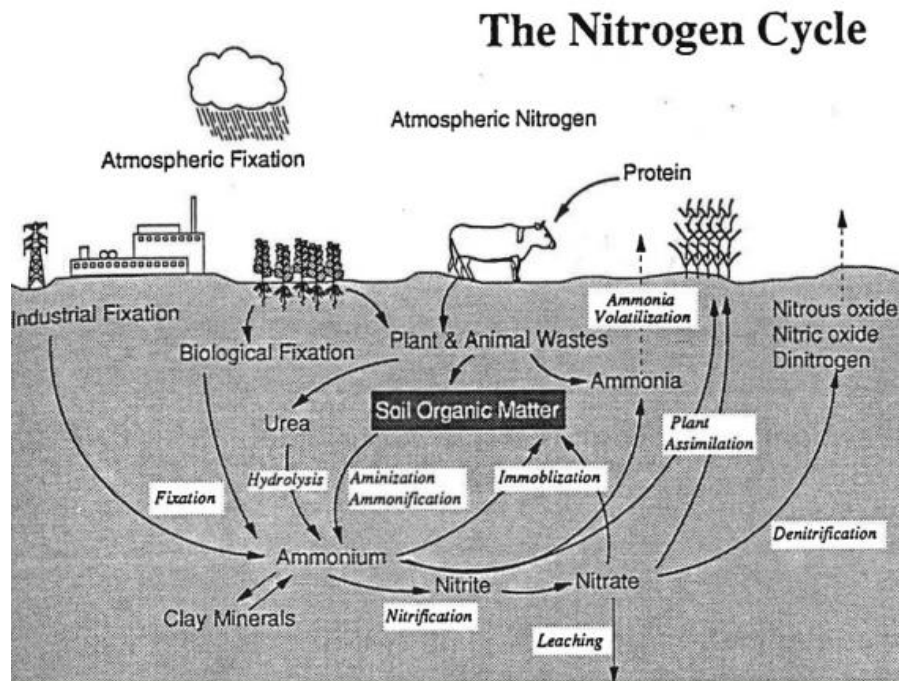 The Nitrogen Cycle
Atmospheric Nitrogen
Atmospheric Fixation
Protein
Industrial Fixation
Biological Fixation
Plant & Animal Wastes
Ammonia
Volatilization
Nitrous oxide
Nitric oxide
Dinitrogen
Ammonia
Soil Organic Matter
Urea
Plant
Assimilation
Hydrolysis
Aminization
Ammonification
Immoblization
Fixation
Denitrification
Ammonium
Nitrite
Nitrate
Clay Minerals
Nitrification
Leaching